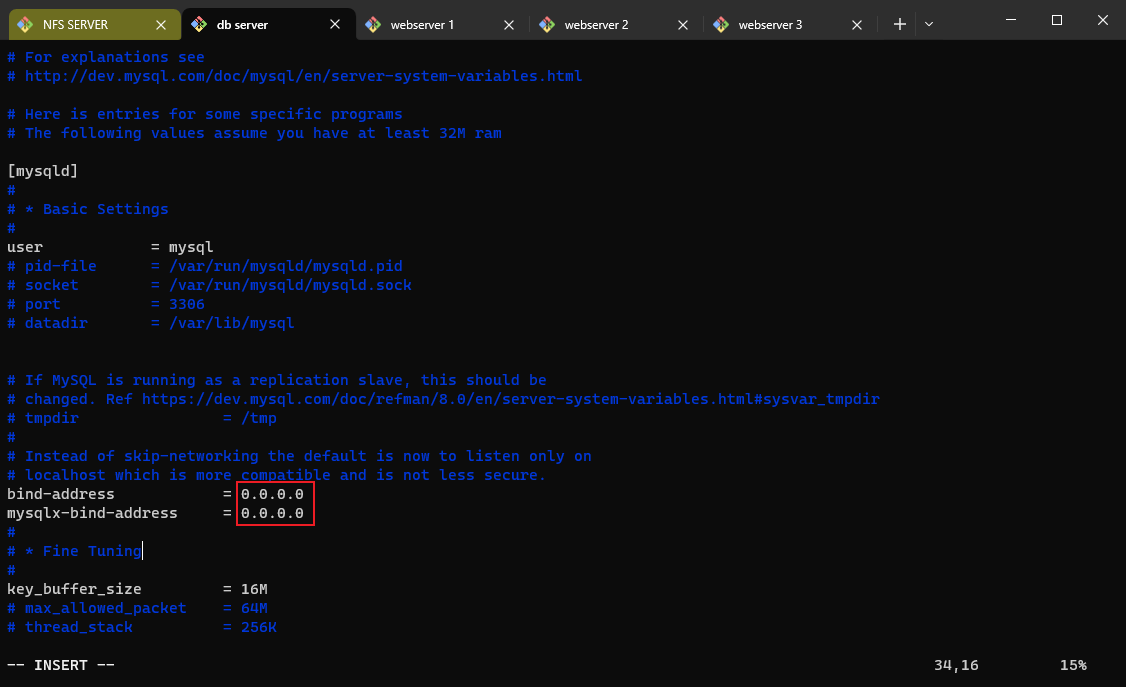 NFS SERVER
db server
webserver 1
webserver 2
webserver 3
# For explanations see
# http://dev.mysql.com/doc/mysql/en/server-system-variables.html
# Here is entries for some specific programs
# The following values assume you have at least 32M ram
[mysqld]
#
# * Basic Settings
#
user = mysql
# pid-file = /var/run/mysqld/mysqld.pid
# socket = /var/run/mysqld/mysqld.sock
# port = 3306
# datadir = /var/lib/mysql
# If MySQL is running as a replication slave, this should be
# changed. Ref https://dev.mysql.com/doc/refman/8.0/en/server-system-variables.html#sysvar_tmpdir
# tmpdir = /tmp
#
# Instead of skip-networking the default is now to listen only on
# localhost which is more compatible and is not less secure.
bind-address = 0.0.0.0
mysqlx-bind-address = 0.0.0.0
#
# * Fine Tuning
#
key_buffer_size = 16M
# max_allowed_packet = 64M
# thread_stack = 256K
-- INSERT -- 34,16 15%